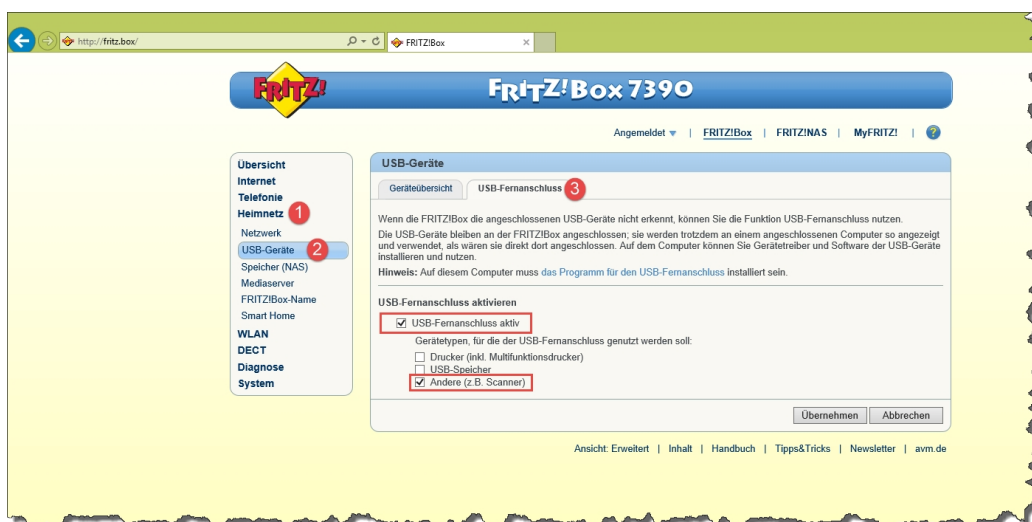 http://fritz.box/
FRITZ!Box
FRITZ!
FRITZ!Box 7390
Angemeldet | FRITZ!Box | FRITZ!NAS | MyFRITZ! | ?
Übersicht
Internet
Telefonie
Heimnetz 1
Netzwerk
USB-Geräte 2
Speicher (NAS)
Mediaserver
FRITZ!Box-Name
Smart Home
WLAN
DECT
Diagnose
System
USB-Geräte
Geräteübersicht USB-Fernanschluss 3
Wenn die FRITZ!Box die angeschlossenen USB-Geräte nicht erkennt, können Sie die Funktion USB-Fernanschluss nutzen.
Die USB-Geräte bleiben an der FRITZ!Box angeschlossen; sie werden trotzdem an einem angeschlossenen Computer so angezeigt
und verwendet, als wären sie direkt dort angeschlossen. Auf dem Computer können Sie Gerätetreiber und Software der USB-Geräte
installieren und nutzen.
Hinweis: Auf diesem Computer muss das Programm für den USB-Fernanschluss installiert sein.
USB-Fernanschluss aktivieren
USB-Fernanschluss aktiv
Gerätetypen, für die der USB-Fernanschluss genutzt werden soll:
Drucker (inkl. Multifunktionsdrucker)
USB-Speicher
Andere (z.B. Scanner)
Übernehmen Abbrechen
Ansicht: Erweitert | Inhalt | Handbuch | Tipps&Tricks | Newsletter | avm.de